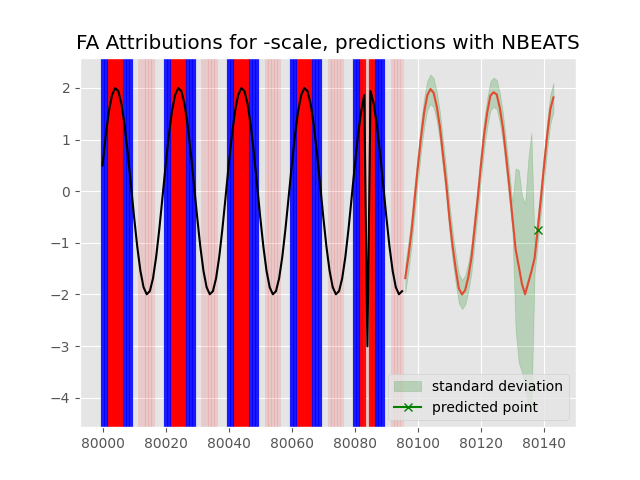 FA Attributions for -scale, predictions with NBEATS
2
1
0
−1
−2
−3
−4
standard deviation
predicted point
80000 80020 80040 80060 80080 80100 80120 80140